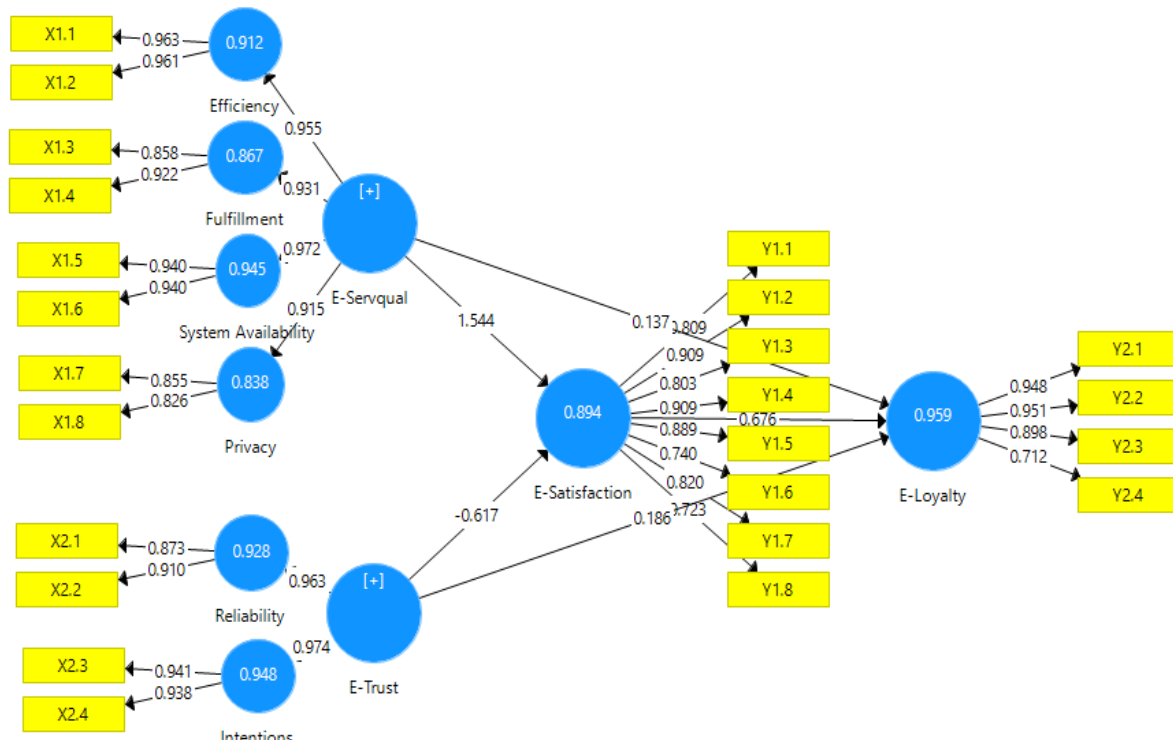 X1.1
0.963
0.912
X1.2
0.961
Efficiency
0.955
X1.3
0.858
0.867
X1.4
0.922
0.931
Fulfillment
[+]
X1.5
0.940
0.945
0.972
X1.6
0.940
System Availability
E-Servqual
0.915
X1.7
0.855
0.838
X1.8
0.826
Privacy
1.544
0.137
Y1.1
0.809
Y1.2
0.909
Y1.3
0.803
Y1.4
0.909
0.894
0.676
0.889
Y1.5
0.740
E-Satisfaction
0.820
Y1.6
0.723
Y1.7
Y1.8
-0.617
0.186
0.959
E-Loyalty
0.948
Y2.1
0.951
Y2.2
0.898
Y2.3
0.712
Y2.4
X2.1
0.873
0.928
X2.2
0.910
0.963
Reliability
[+]
X2.3
0.941
0.948
0.974
X2.4
0.938
E-Trust
Intentions